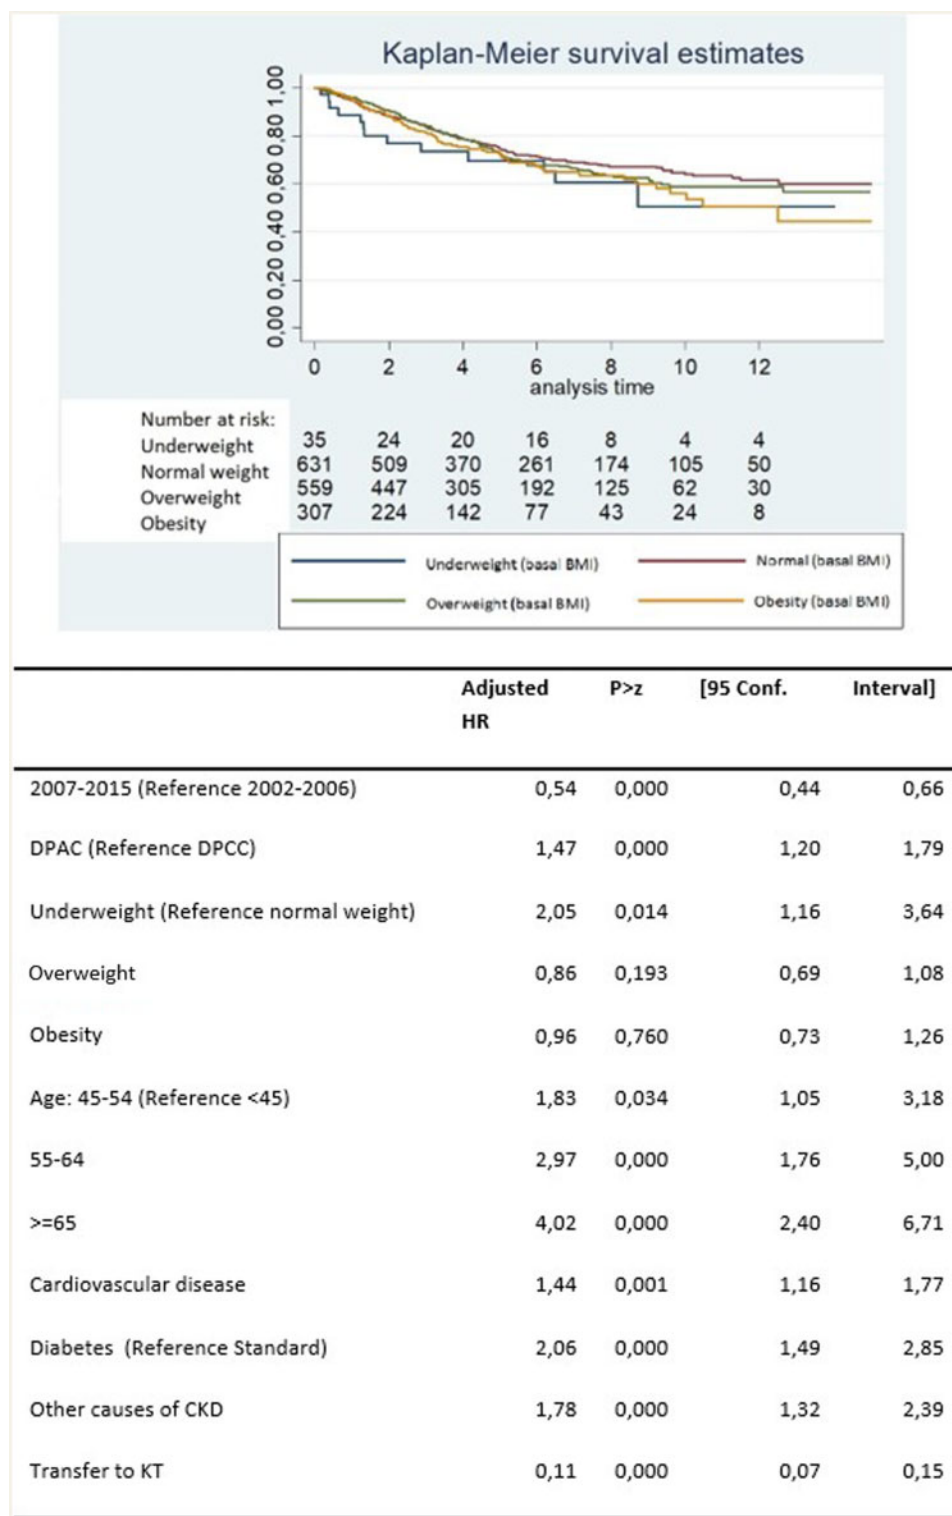 Kaplan-Meier survival estimates
1,00
0,80
0,60
0,40
0,20
0,00
0 2 4 6 8 10 12
analysis time
Number at risk:
Underweight 35 24 20 16 8 4 4
Normal weight 631 509 370 261 174 105 50
Overweight 559 447 305 192 125 62 30
Obesity 307 224 142 77 43 24 8
Underweight (basal BMI) Normal (basal BMI)
Overweight (basal BMI) Obesity (basal BMI)
Adjusted P>z [95 Conf. Interval]
HR
2007-2015 (Reference 2002-2006) 0,54 0,000 0,44 0,66
DPAC (Reference DPCC) 1,47 0,000 1,20 1,79
Underweight (Reference normal weight) 2,05 0,014 1,16 3,64
Overweight 0,86 0,193 0,69 1,08
Obesity 0,96 0,760 0,73 1,26
Age: 45-54 (Reference <45) 1,83 0,034 1,05 3,18
55-64 2,97 0,000 1,76 5,00
>=65 4,02 0,000 2,40 6,71
Cardiovascular disease 1,44 0,001 1,16 1,77
Diabetes (Reference Standard) 2,06 0,000 1,49 2,85
Other causes of CKD 1,78 0,000 1,32 2,39
Transfer to KT 0,11 0,000 0,07 0,15